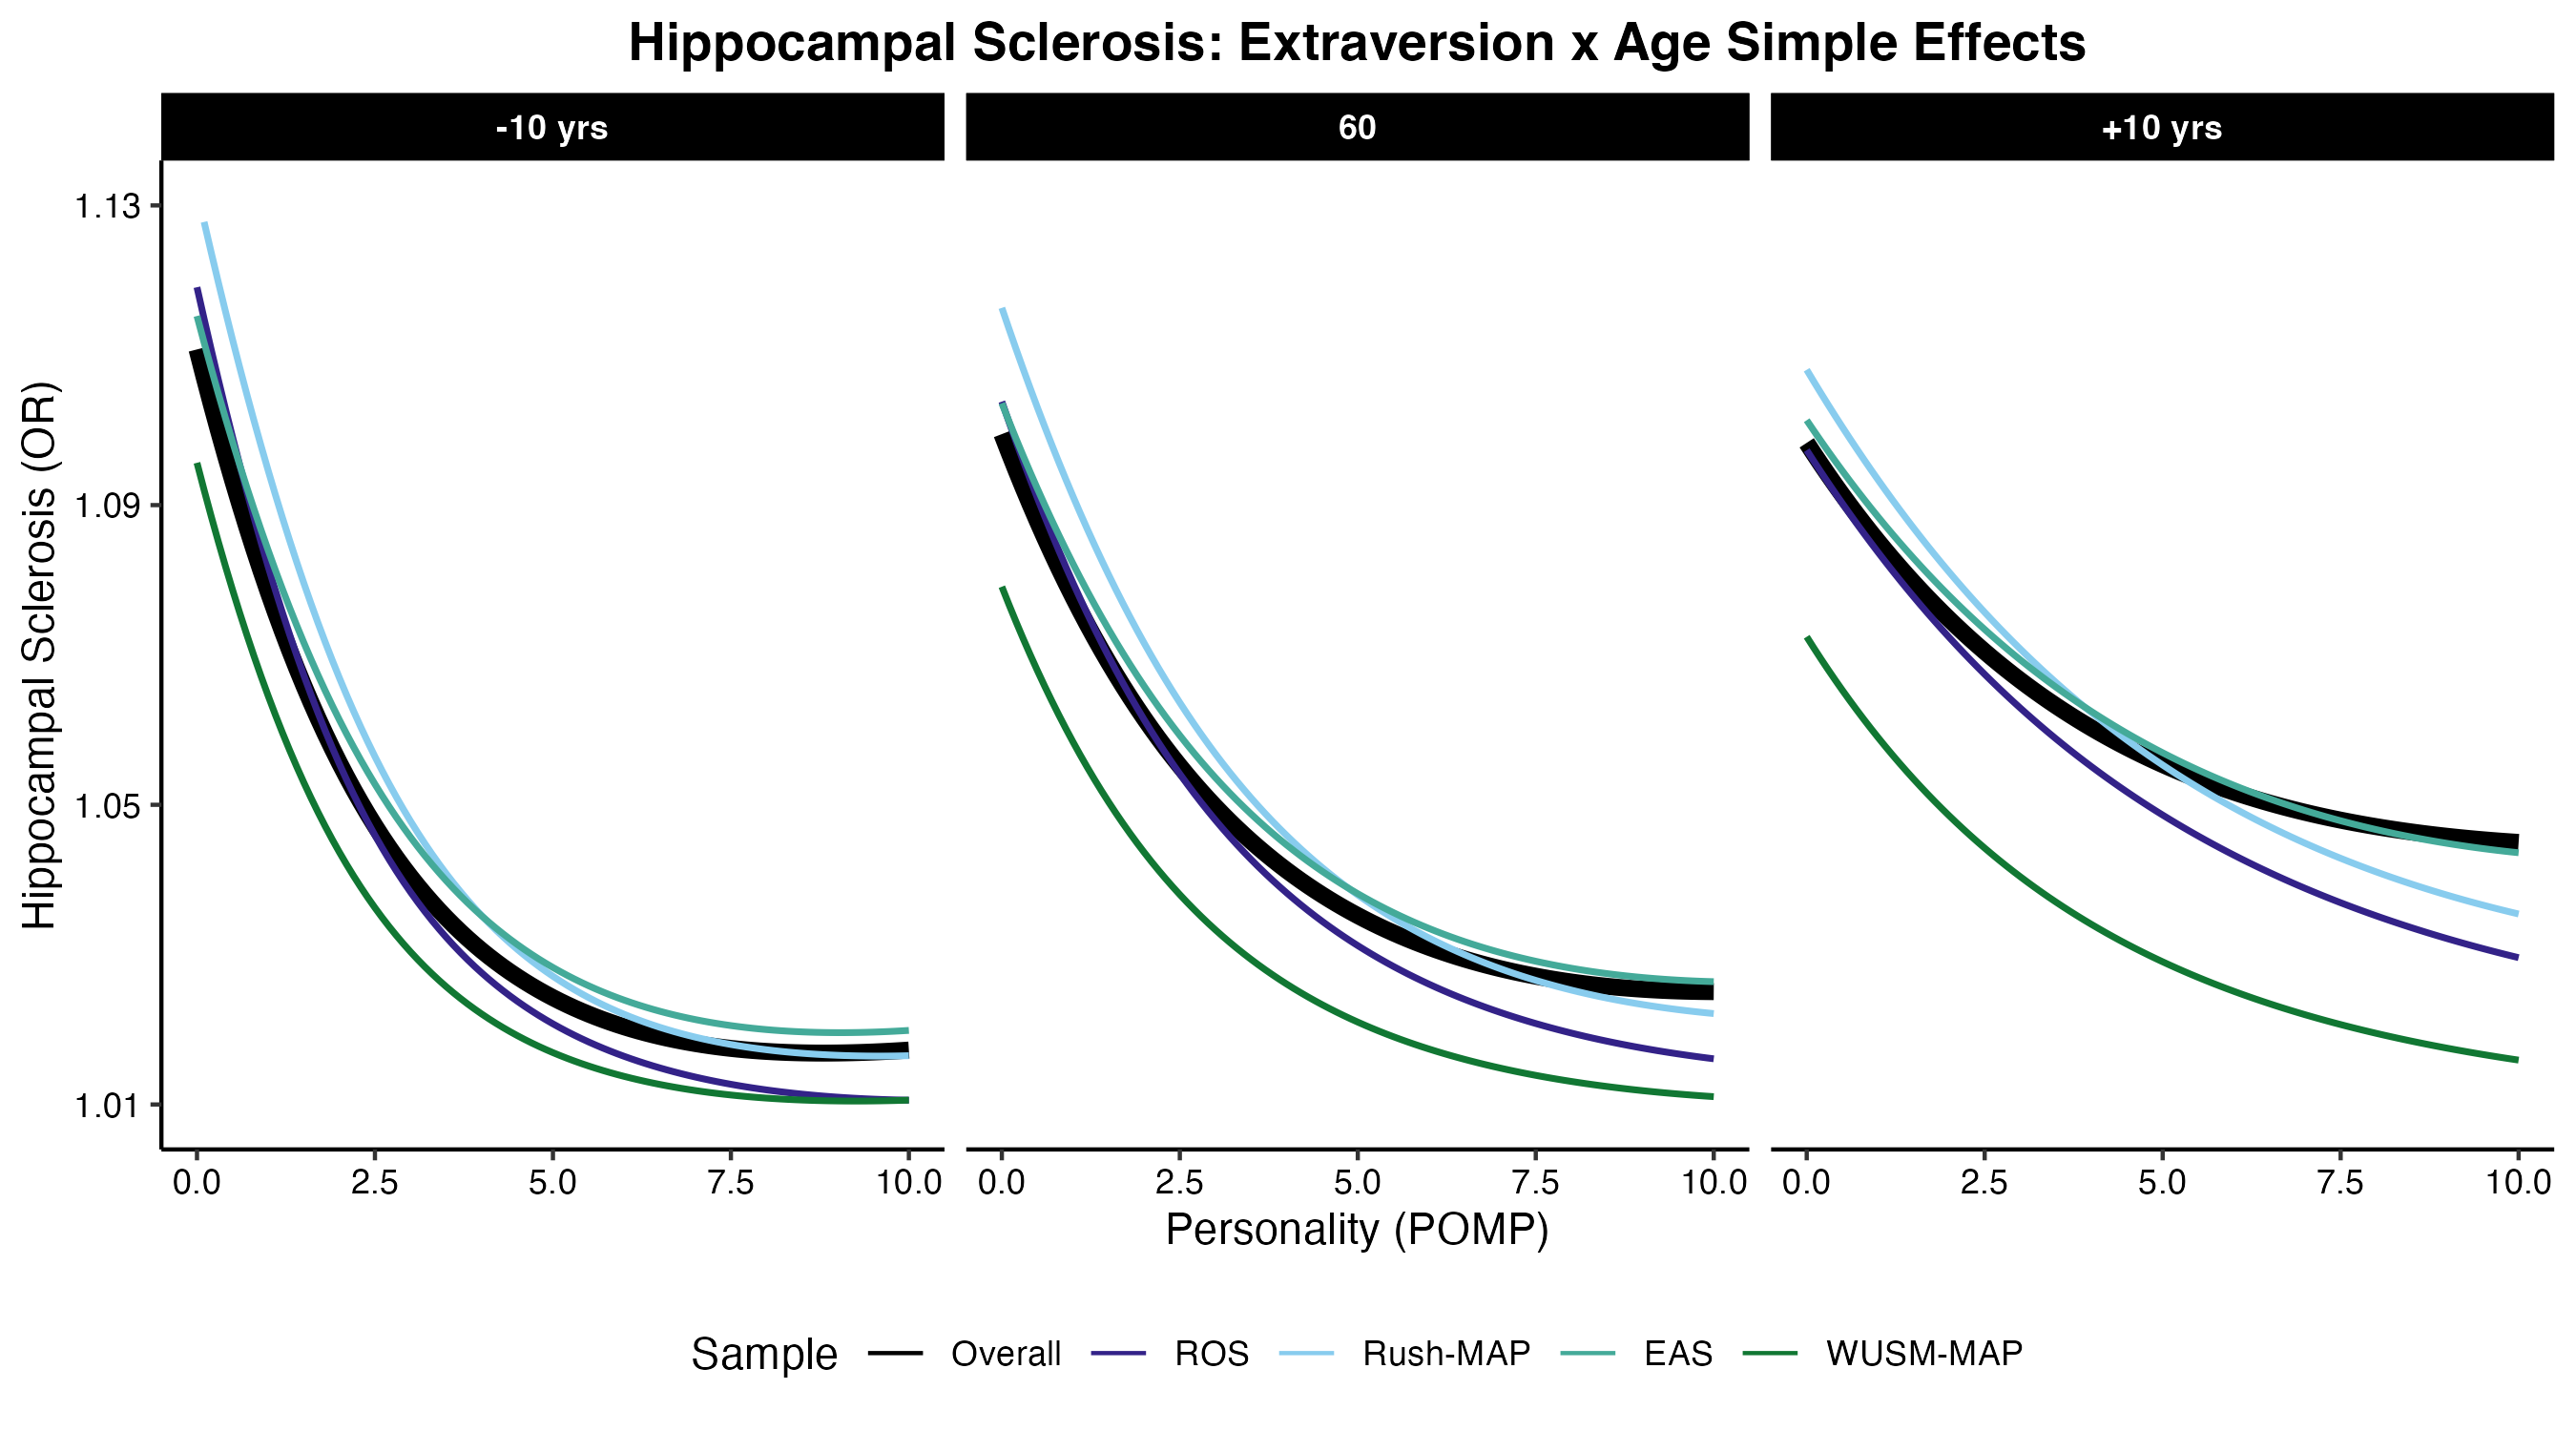 Hippocampal Sclerosis: Extraversion x Age Simple Effects
-10 yrs
60
+10 yrs
Hippocampal Sclerosis (OR)
1.13
1.09
1.05
1.01
0.0 2.5 5.0 7.5 10.0
0.0 2.5 5.0 7.5 10.0
0.0 2.5 5.0 7.5 10.0
Personality (POMP)
Sample Overall ROS Rush-MAP EAS WUSM-MAP